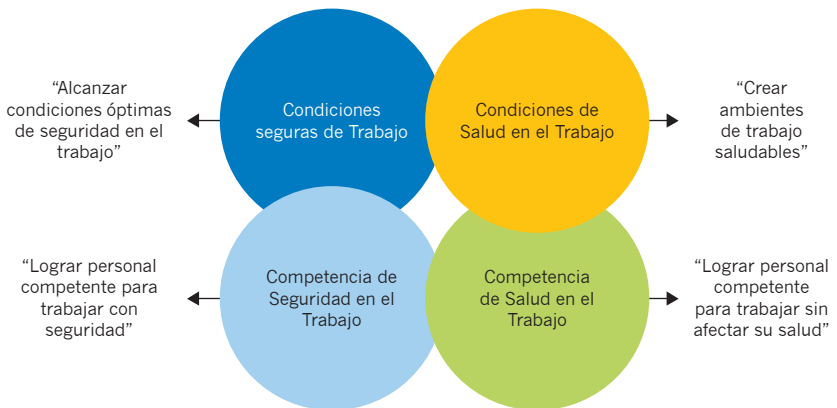 “Alcanzar
condiciones óptimas
de seguridad en el
trabajo”
Condiciones
seguras de Trabajo
Condiciones de
Salud en el Trabajo
“Crear
ambientes
de trabajo
saludables”
“Lograr personal
competente para
trabajar con
seguridad”
Competencia de
Seguridad en el
Trabajo
Competencia
de Salud en el
Trabajo
“Lograr personal
competente
para trabajar sin
afectar su salud”